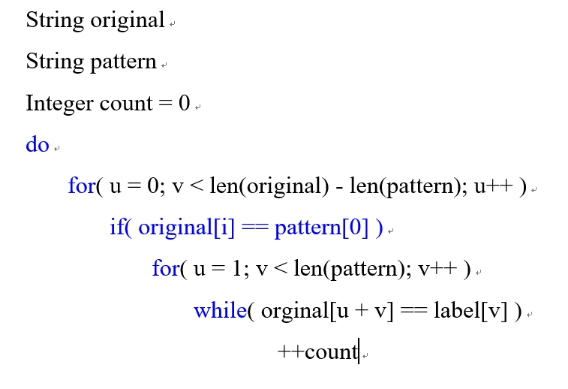 String original
String pattern
Integer count = 0
do
for( u = 0; v < len(original) - len(pattern); u++ )
if( original[i] == pattern[0] )
for( u = 1; v < len(pattern); v++ )
while( orginal[u + v] == label[v] )
++count